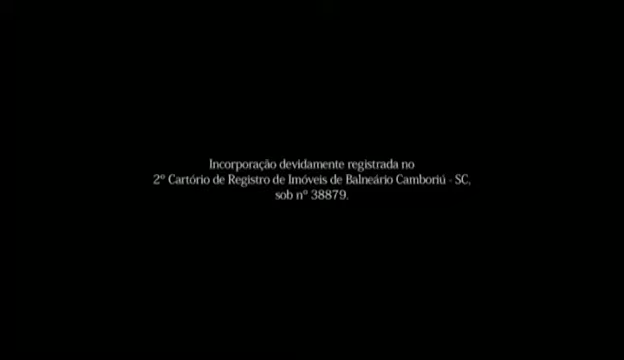 Incorporação devidamente registrada no
2º Cartório de Registro de Imóveis de Balneário Camboriú - SC,
sob nº 38879.